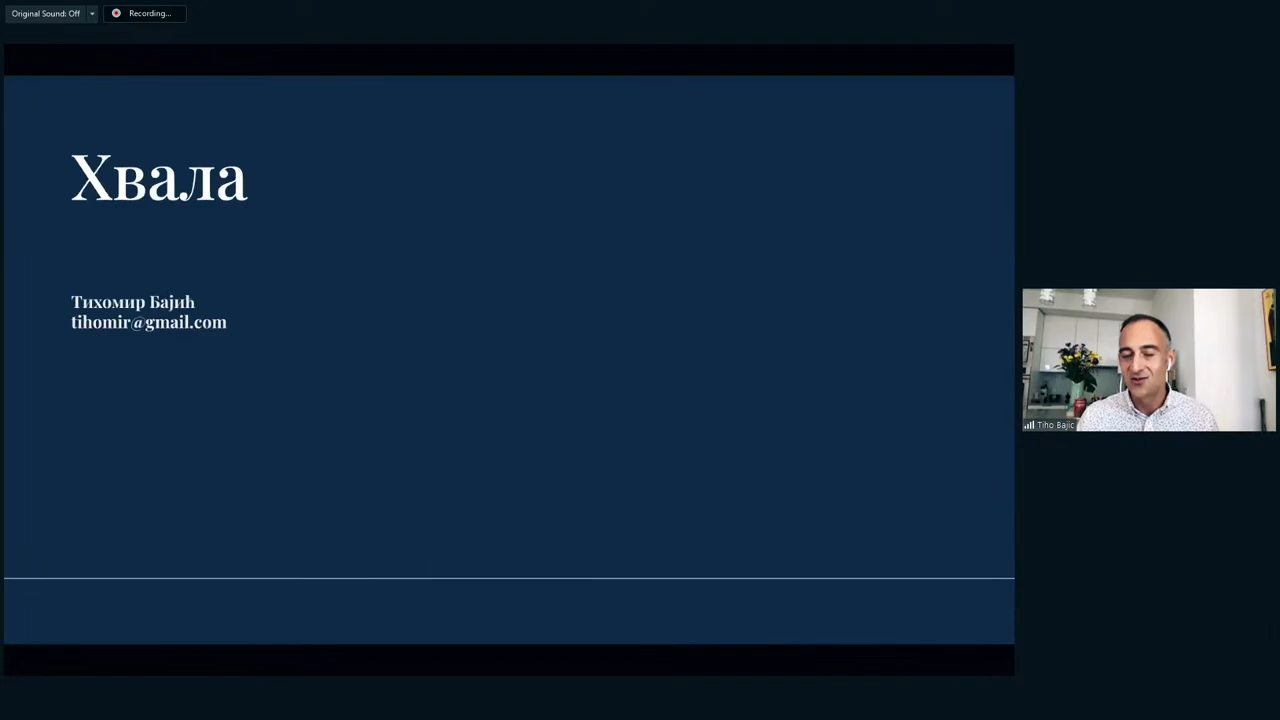 Original Sound: Off
Recording...
Хвала
Тихомир Бајић
tihomir@gmail.com
Tiho Bajic